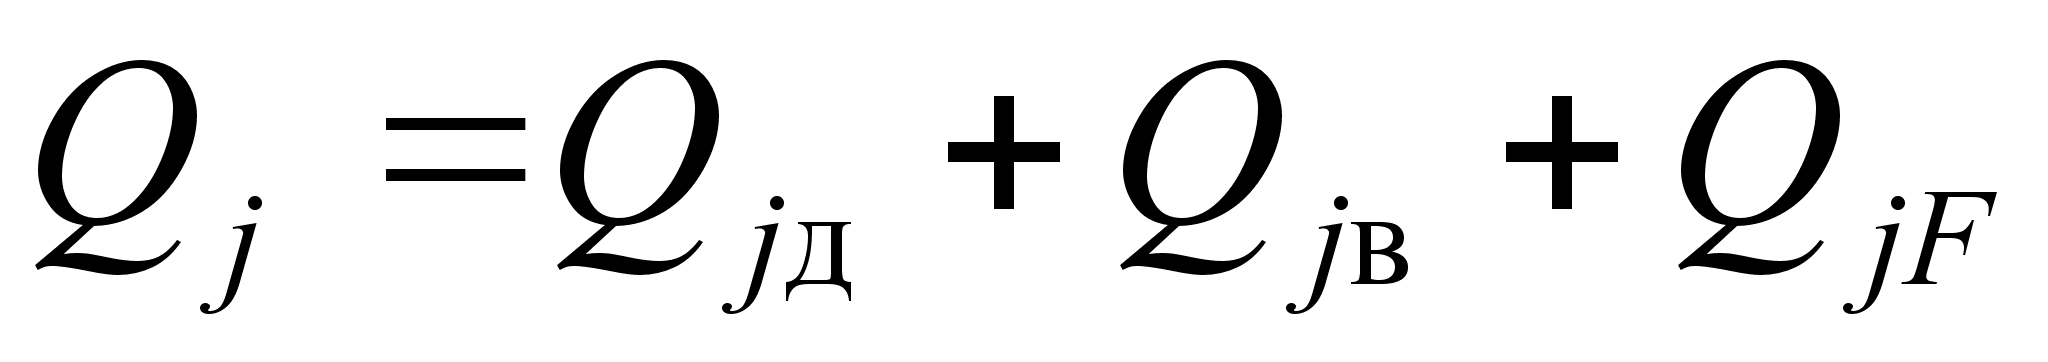 Q_j = Q_jд + Q_jв + Q_jF